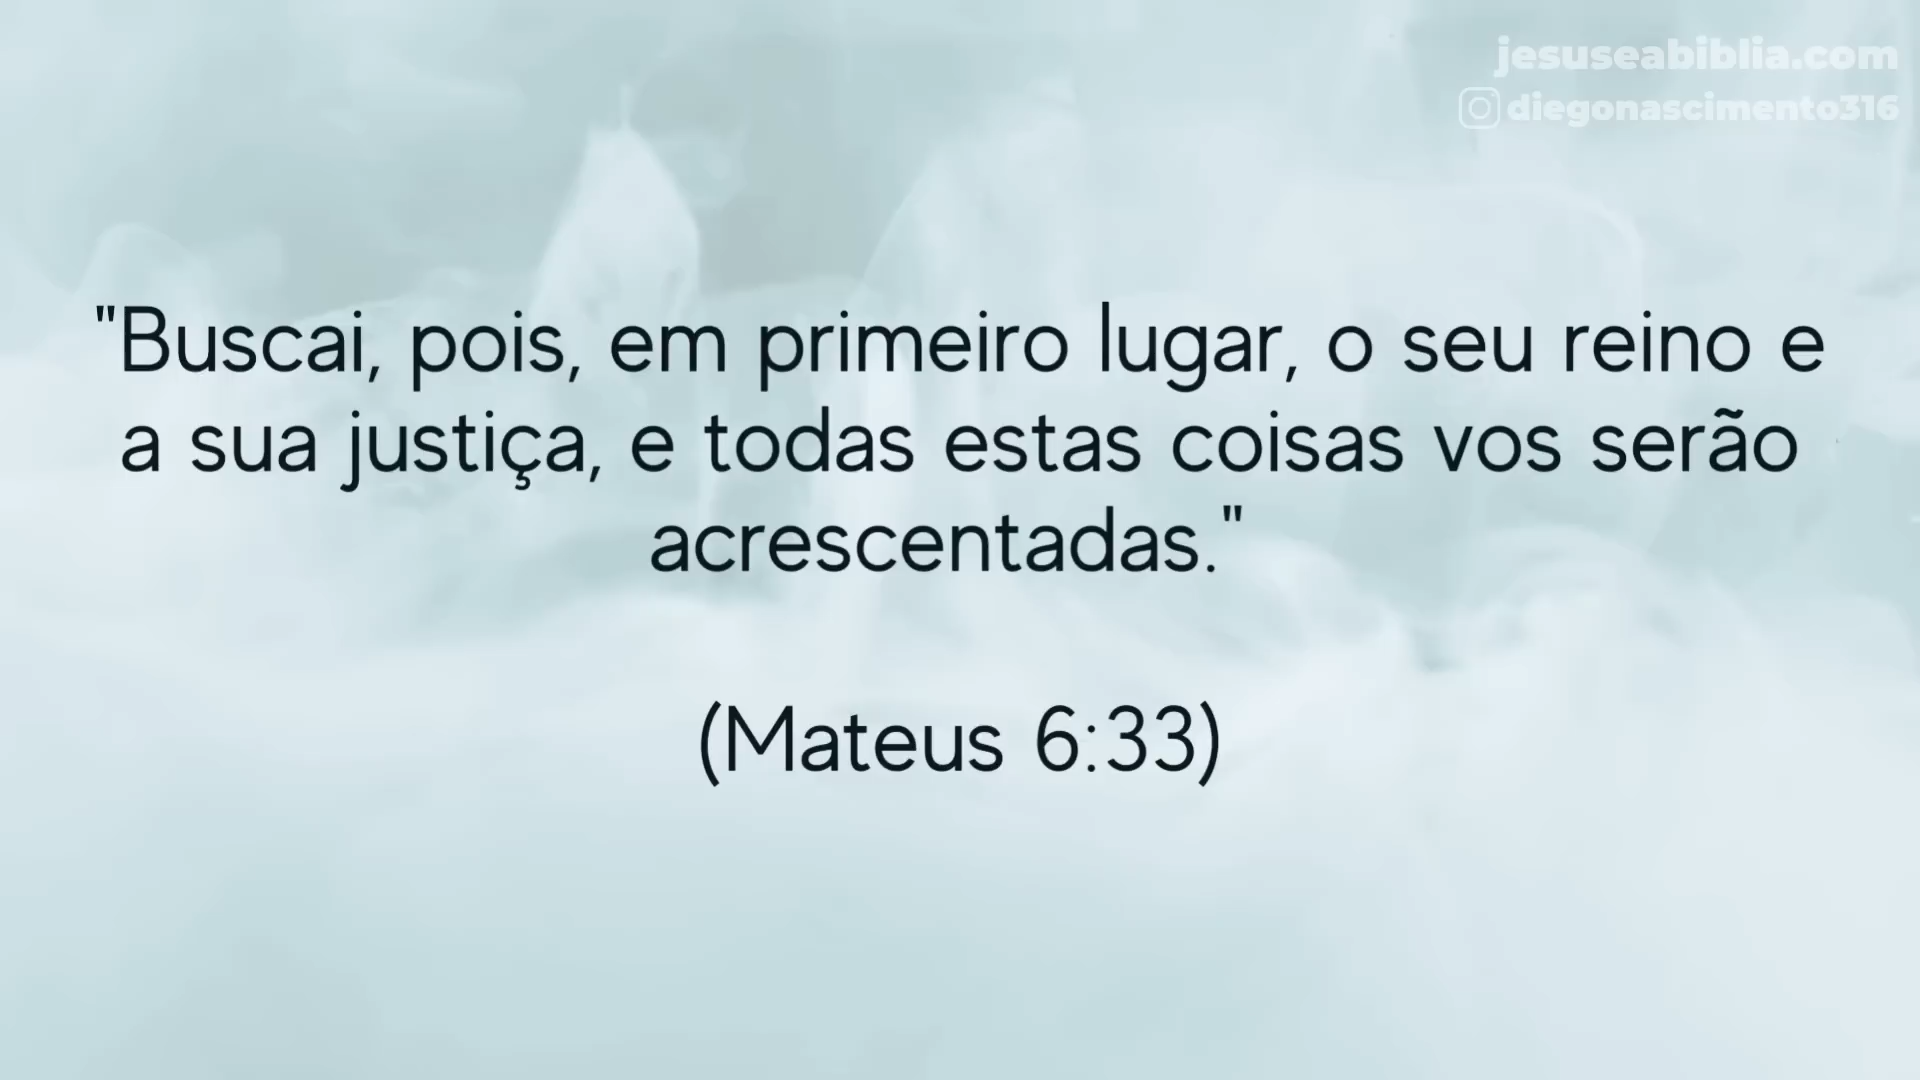 jesuseabiblia.com
diegonascimento316
"Buscai, pois, em primeiro lugar, o seu reino e
a sua justiça, e todas estas coisas vos serão
acrescentadas."
(Mateus 6:33)